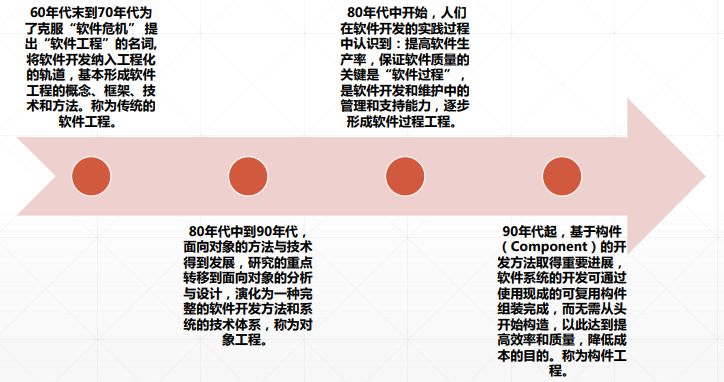 60年代末到70年代为
了克服“软件危机” 提
出“软件工程”的名词,
将软件开发纳入工程化
的轨道，基本形成软件
工程的概念、框架、技
术和方法。称为传统的
软件工程。
80年代中到90年代，
面向对象的方法与技术
得到发展，研究的重点
转移到面向对象的分析
与设计，演化为一种完
整的软件开发方法和系
统的技术体系，称为对
象工程。
80年代中开始，人们
在软件开发的实践过程
中认识到：提高软件生
产率，保证软件质量的
关键是“软件过程”，
是软件开发和维护中的
管理和支持能力，逐步
形成软件过程工程。
90年代起，基于构件
（Component）的开
发方法取得重要进展，
软件系统的开发可通过
使用现成的可复用构件
组装完成，而无需从头
开始构造，以此达到提
高效率和质量，降低成
本的目的。称为构件工
程。